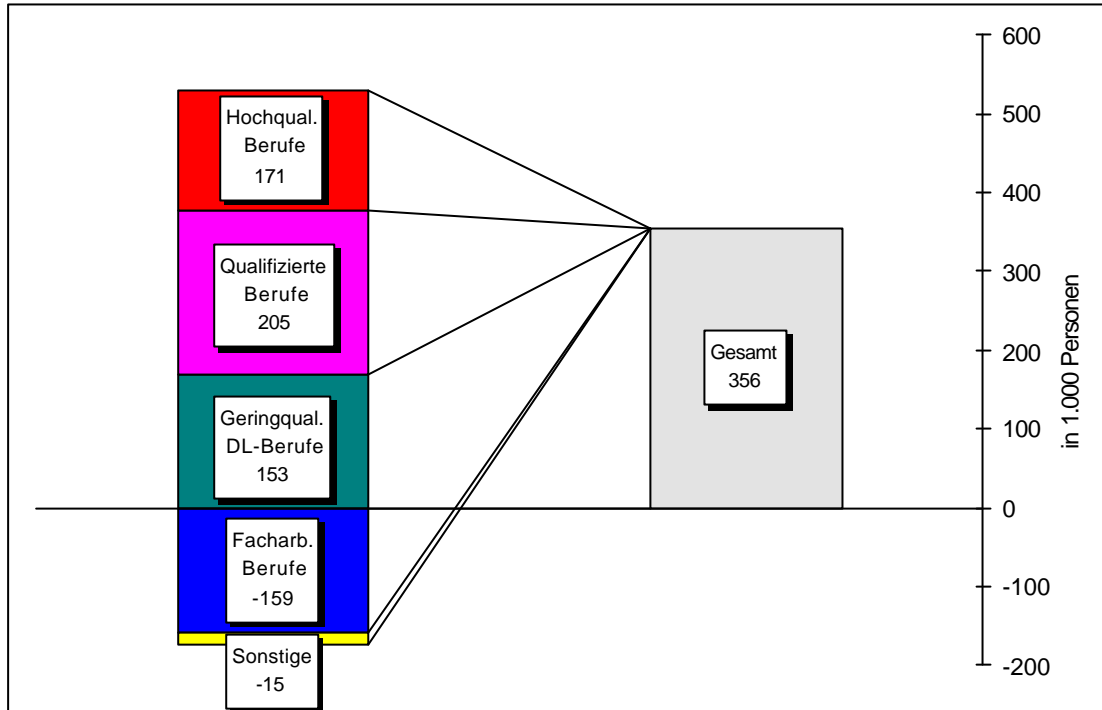 Hochqual.
Berufe
171
Qualifizierte
Berufe
205
Geringqual.
DL-Berufe
153
Facharb.
Berufe
-159
Sonstige
-15
Gesamt
356
600
500
400
300
200
100
0
-100
-200
in 1.000 Personen